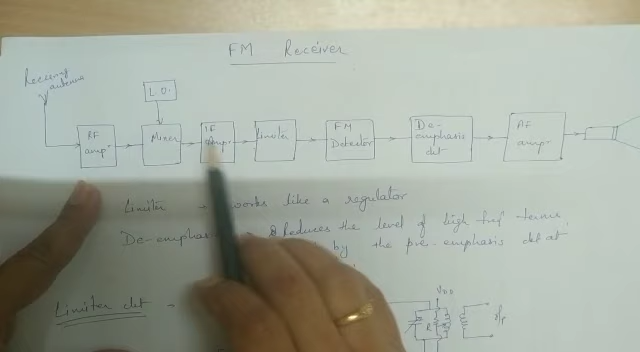 FM Receiver
Receiving
antenna
L.O.
RF
ampr
Mixer
IF
ampr
Limiter
FM
Detector
De-
emphasis
ckt
AF
ampr
Limiter → works like a regulator
De-emphasis Reduces the level of high freq terms,
by the pre-emphasis ckt at
Limiter ckt -
VDD
R
o/p